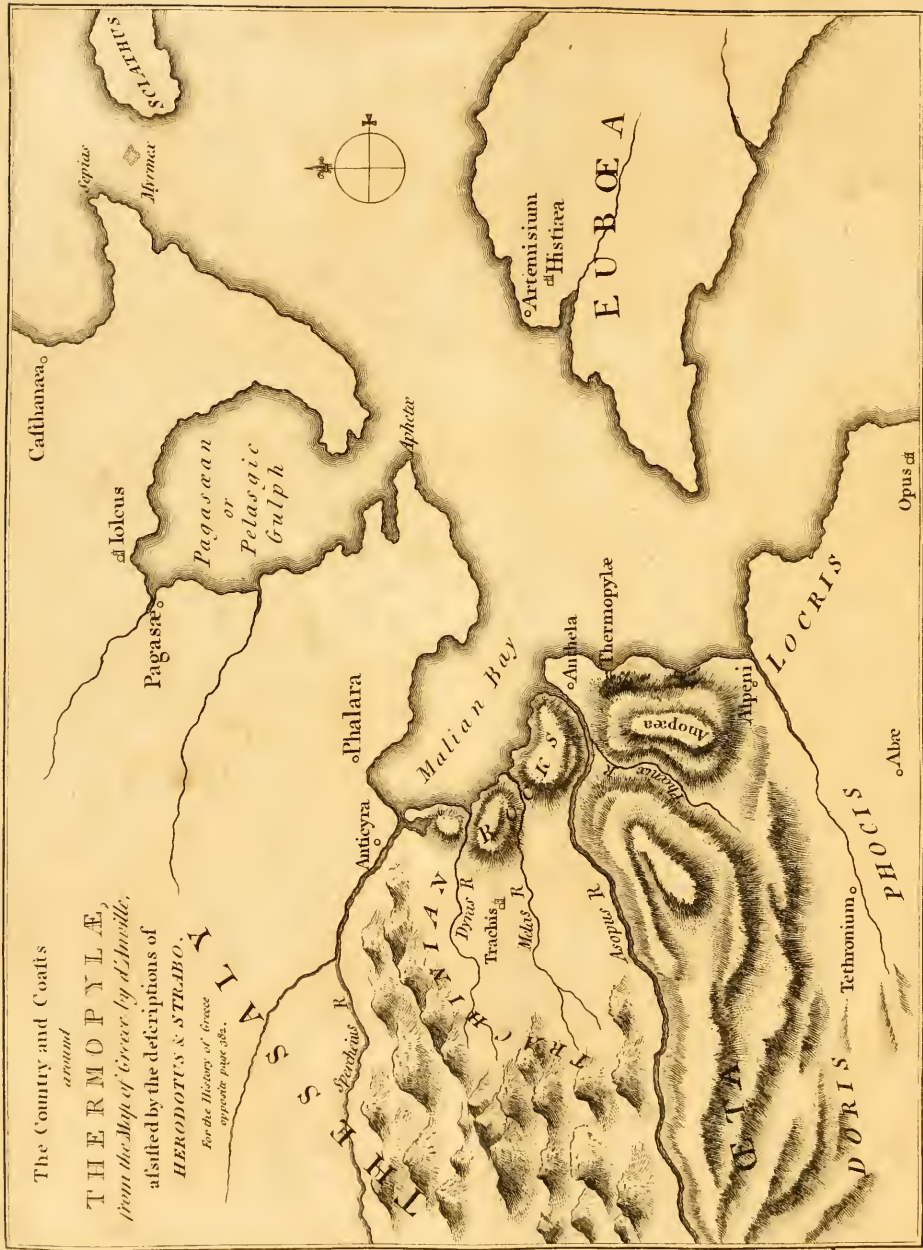 The Country and Coaſts
around
THERMOPYLÆ,
from the Map of Greece by d'Anville,
aſsiſted by the deſcriptions of
HERODOTUS & STRABO.
For the History of Greece
opposite page 382.
THESSALY
Spercheius R
Anticyra
Phalara
Pagasæ
Iolcus
Caſthanæa
Pagasæan
or
Pelasgic
Gulph
Aphetæ
Sepias
Myrmex
SCIATHUS
Malian Bay
TRACHINIAN
ROCKS
Dyras R
Trachis
Melas R
Asopus R
Phœnix R
Anthela
Thermopylæ
Anopæa
Alpeni
ŒTA
DORIS
Tethronium
PHOCIS
Abæ
LOCRIS
Opus
Artemisium
Histiæa
EUBŒA